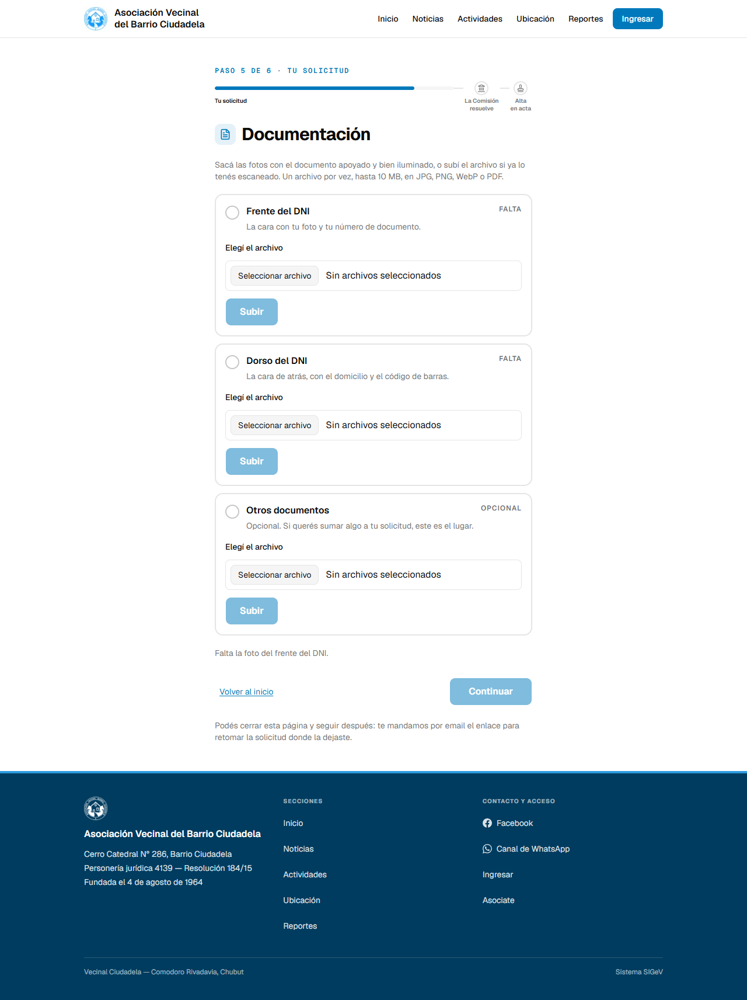 Asociación Vecinal
del Barrio Ciudadela
Inicio
Noticias
Actividades
Ubicación
Reportes
Ingresar
PASO 5 DE 6 · TU SOLICITUD
Tu solicitud
La Comisión
resuelve
Alta
en acta
Documentación
Sacá las fotos con el documento apoyado y bien iluminado, o subí el archivo si ya lo
tenés escaneado. Un archivo por vez, hasta 10 MB, en JPG, PNG, WebP o PDF.
Frente del DNI
FALTA
La cara con tu foto y tu número de documento.
Elegí el archivo
Seleccionar archivo
Sin archivos seleccionados
Subir
Dorso del DNI
FALTA
La cara de atrás, con el domicilio y el código de barras.
Elegí el archivo
Seleccionar archivo
Sin archivos seleccionados
Subir
Otros documentos
OPCIONAL
Opcional. Si querés sumar algo a tu solicitud, este es el lugar.
Elegí el archivo
Seleccionar archivo
Sin archivos seleccionados
Subir
Falta la foto del frente del DNI.
Volver al inicio
Continuar
Podés cerrar esta página y seguir después: te mandamos por email el enlace para
retomar la solicitud donde la dejaste.
Asociación Vecinal del Barrio Ciudadela
Cerro Catedral Nº 286, Barrio Ciudadela
Personería jurídica 4139 — Resolución 184/15
Fundada el 4 de agosto de 1964
SECCIONES
Inicio
Noticias
Actividades
Ubicación
Reportes
CONTACTO Y ACCESO
Facebook
Canal de WhatsApp
Ingresar
Asociate
Vecinal Ciudadela — Comodoro Rivadavia, Chubut
Sistema SIGeV